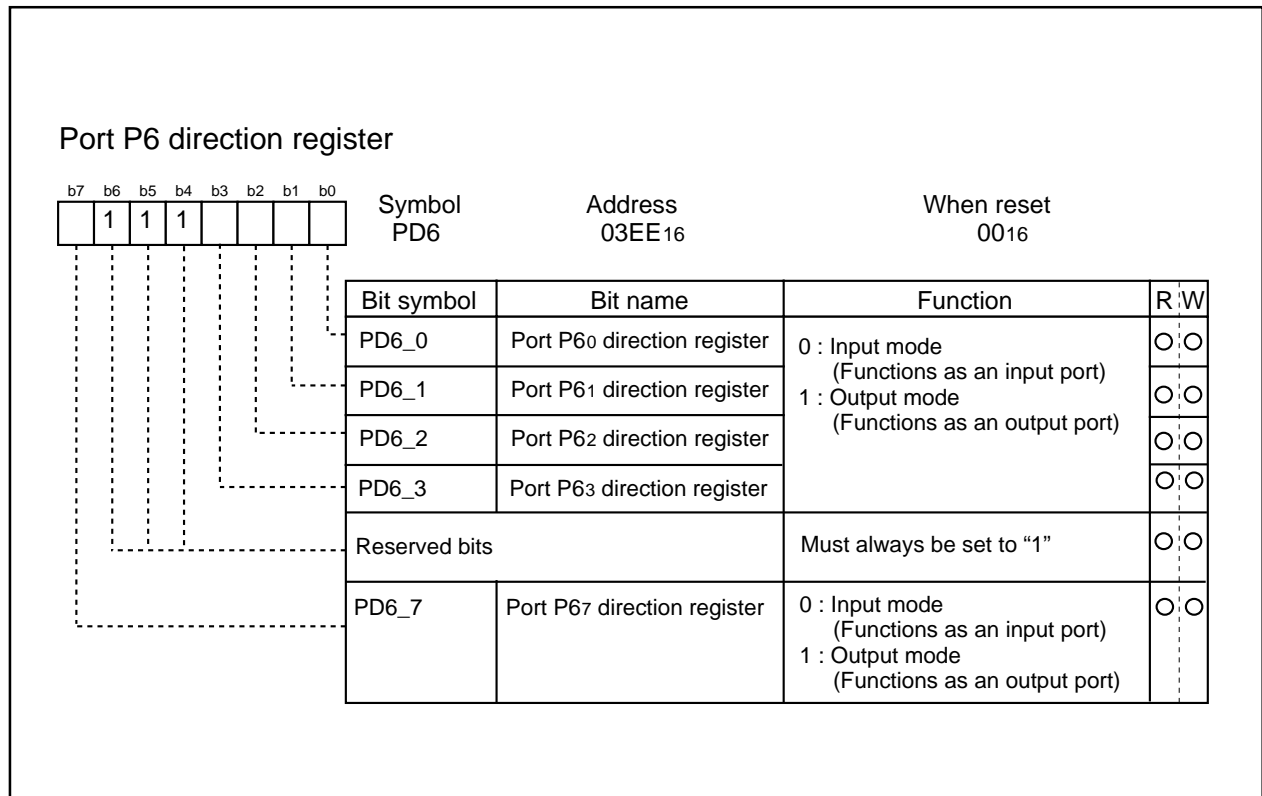 Port P6 direction register
b7 b6 b5 b4 b3 b2 b1 b0
1 1 1
Symbol Address When reset
PD6 03EE16 0016
Bit symbol Bit name Function R W
PD6_0 Port P60 direction register
0 : Input mode
(Functions as an input port)
1 : Output mode
(Functions as an output port)
PD6_1 Port P61 direction register
PD6_2 Port P62 direction register
PD6_3 Port P63 direction register
Reserved bits Must always be set to “1”
PD6_7 Port P67 direction register
0 : Input mode
(Functions as an input port)
1 : Output mode
(Functions as an output port)